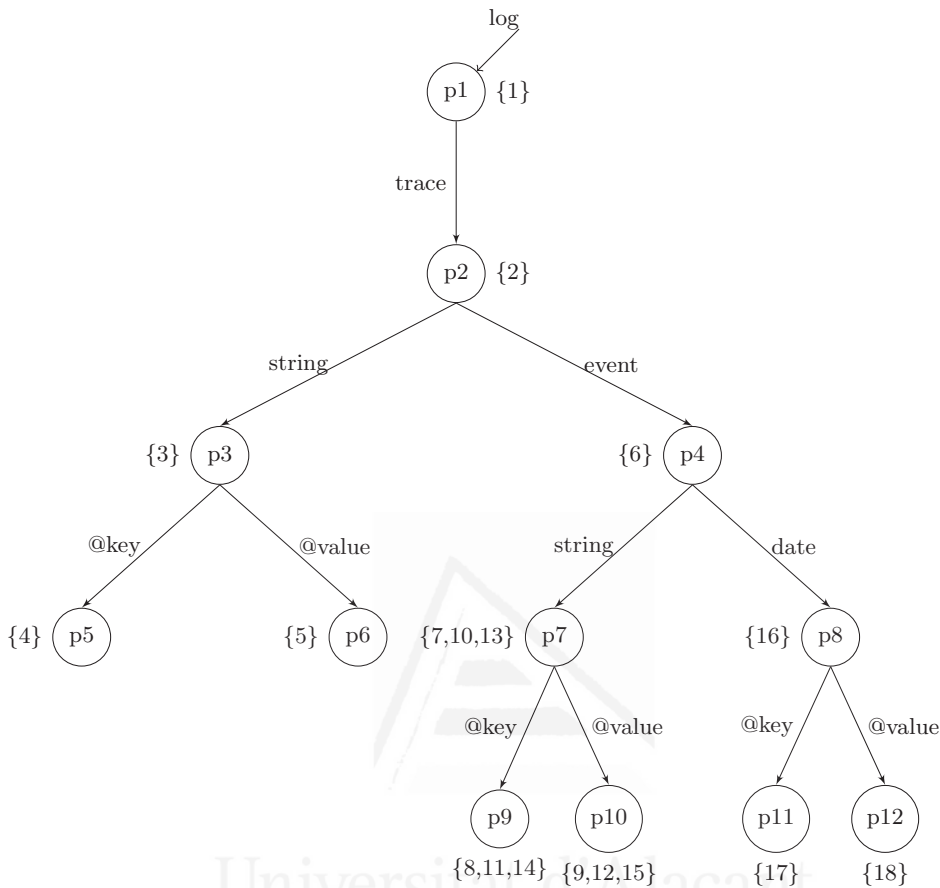 log
p1 {1}
trace
p2 {2}
string event
{3} p3 {6} p4
@key @value string date
{4} p5 {5} p6 {7,10,13} p7 {16} p8
@key @value @key @value
p9 p10 p11 p12
{8,11,14} {9,12,15} {17} {18}
Universitat d'Alacant